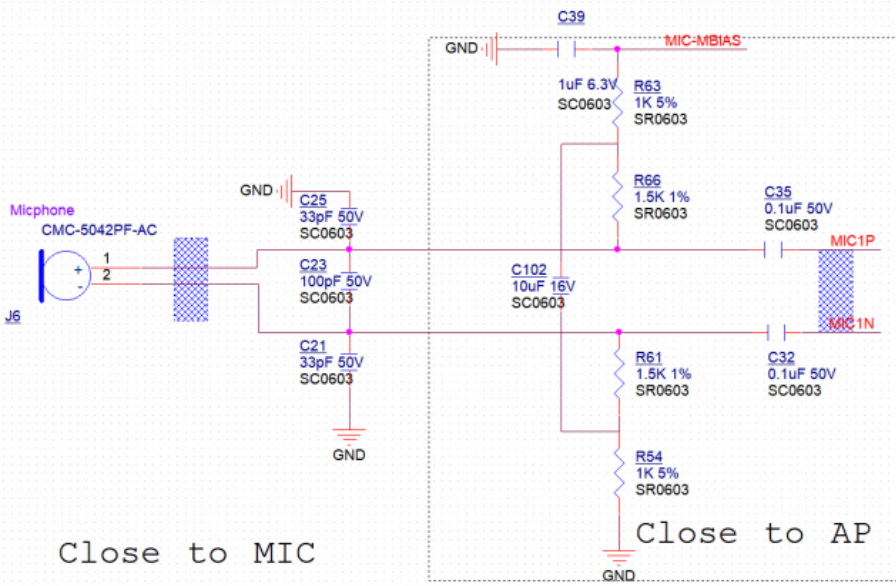 C39
GND
MIC-MBIAS
1uF 6.3V
SC0603
R63
1K 5%
SR0603
GND
C25
33pF 50V
SC0603
R66
1.5K 1%
SR0603
C35
0.1uF 50V
SC0603
Micphone
CMC-5042PF-AC
MIC1P
1
+
2
-
C23
100pF 50V
SC0603
C102
10uF 16V
SC0603
J6
MIC1N
C21
33pF 50V
SC0603
R61
1.5K 1%
SR0603
C32
0.1uF 50V
SC0603
GND
R54
1K 5%
SR0603
Close to MIC
Close to AP
GND